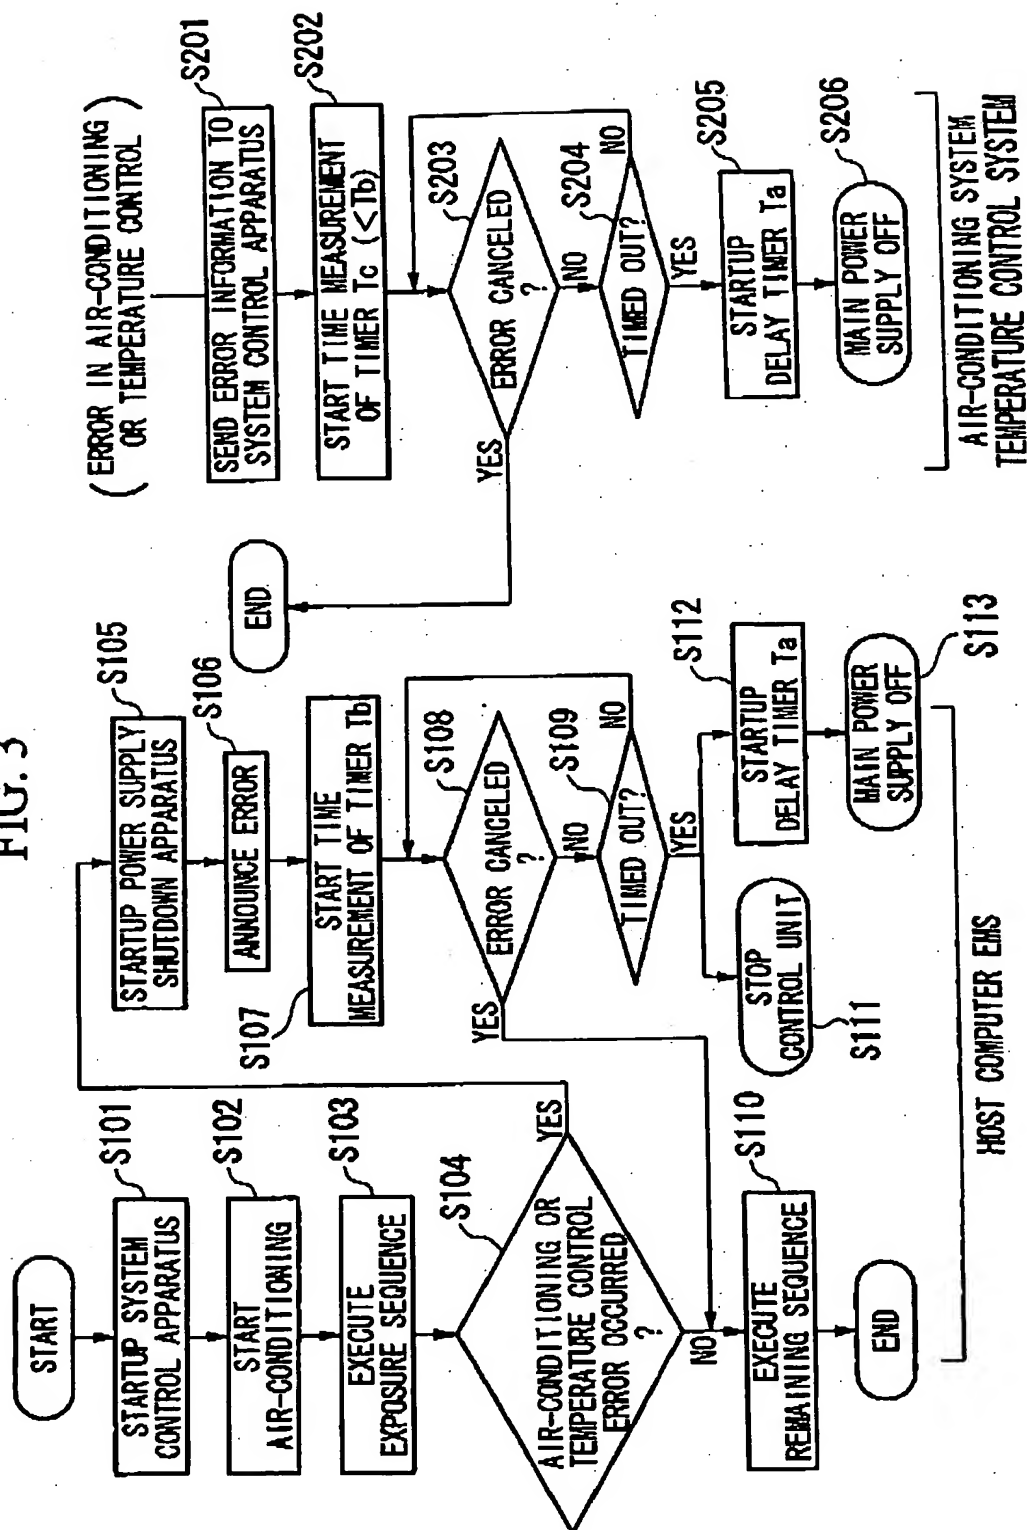 FIG. 3
START
STARTUP SYSTEM
CONTROL APPARATUS
S101
START
AIR-CONDITIONING
S102
EXECUTE
EXPOSURE SEQUENCE
S103
AIR-CONDITIONING OR
TEMPERATURE CONTROL
ERROR OCCURRED
?
S104
YES
NO
EXECUTE
REMAINING SEQUENCE
S110
END
STARTUP POWER SUPPLY
SHUTDOWN APPARATUS
S105
ANNOUNCE ERROR
S106
START TIME
MEASUREMENT OF TIMER Tb
S107
ERROR CANCELED
?
S108
YES
NO
TIMED OUT?
S109
NO
YES
STOP
CONTROL UNIT
S111
STARTUP
DELAY TIMER Ta
S112
MAIN POWER
SUPPLY OFF
S113
HOST COMPUTER EWS
(ERROR IN AIR-CONDITIONING
OR TEMPERATURE CONTROL)
SEND ERROR INFORMATION TO
SYSTEM CONTROL APPARATUS
S201
START TIME MEASUREMENT
OF TIMER Tc (<Tb)
S202
ERROR CANCELED
?
S203
YES
END
NO
TIMED OUT?
S204
NO
YES
STARTUP
DELAY TIMER Ta
S205
MAIN POWER
SUPPLY OFF
S206
AIR-CONDITIONING SYSTEM
TEMPERATURE CONTROL SYSTEM